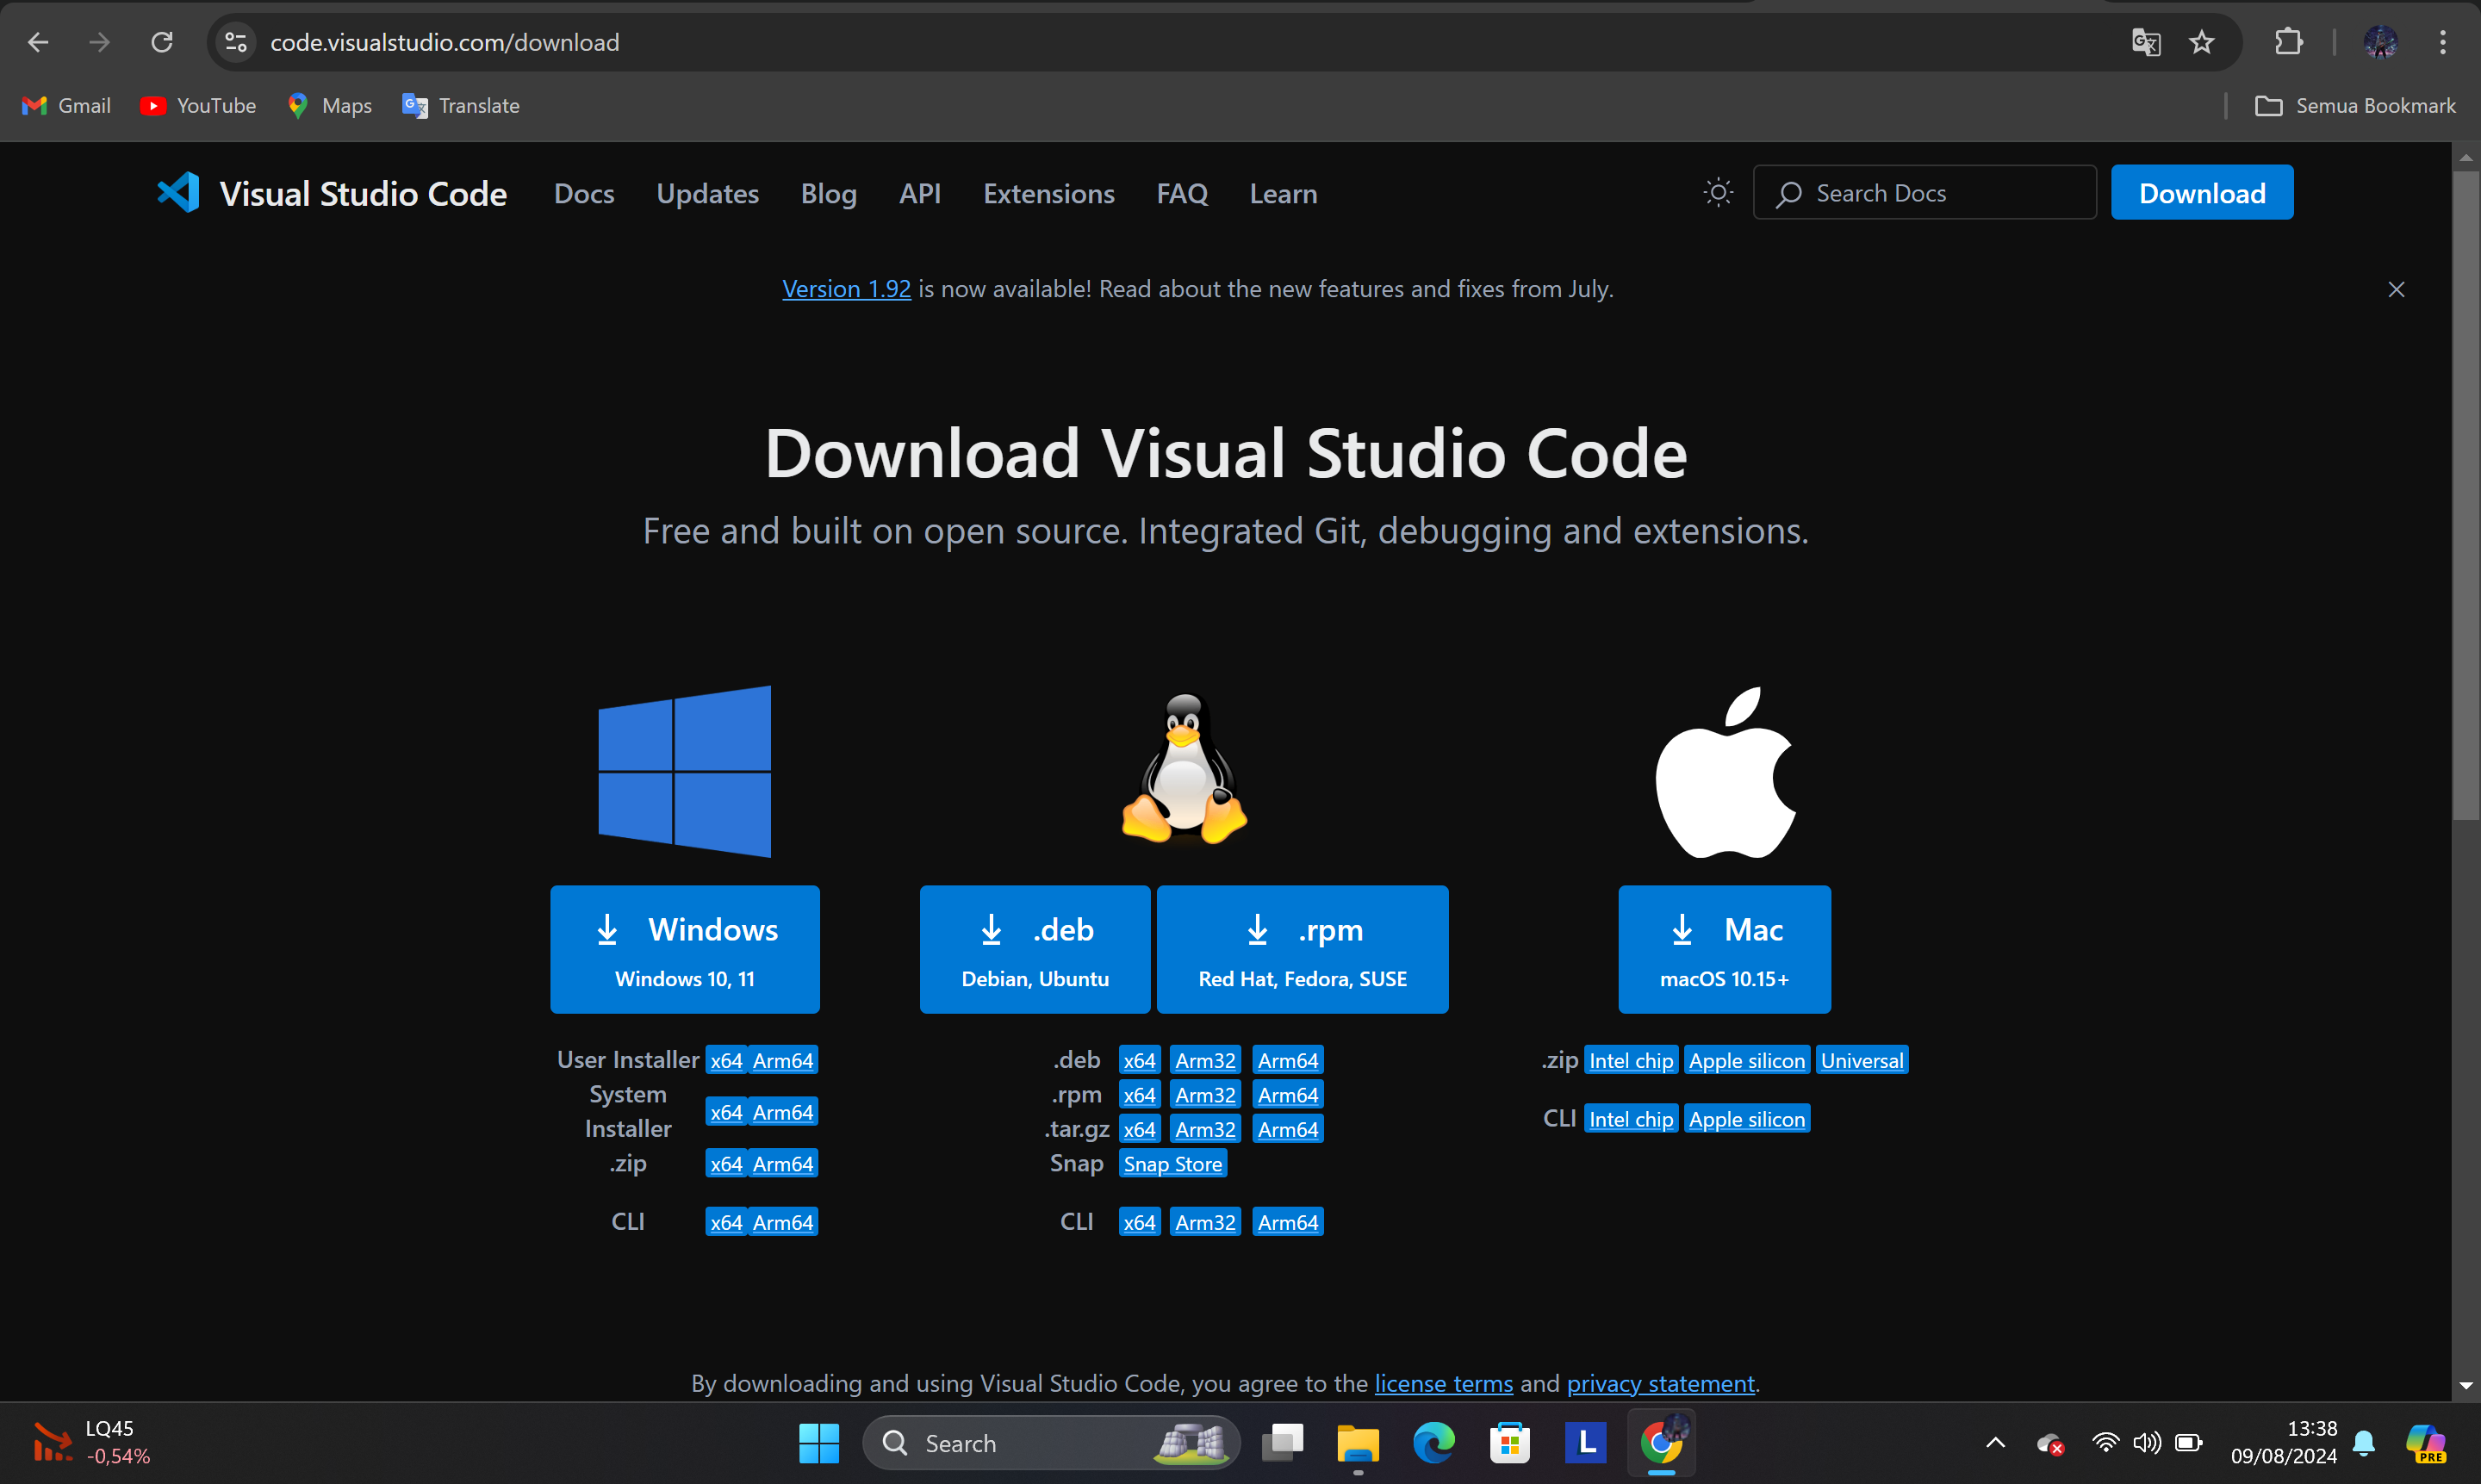 code.visualstudio.com/download
Gmail YouTube Maps Translate Semua Bookmark
Visual Studio Code Docs Updates Blog API Extensions FAQ Learn Search Docs Download
Version 1.92 is now available! Read about the new features and fixes from July.
Download Visual Studio Code
Free and built on open source. Integrated Git, debugging and extensions.
Windows
Windows 10, 11
User Installer x64 Arm64
System
Installer x64 Arm64
.zip x64 Arm64
CLI x64 Arm64
.deb
Debian, Ubuntu
.rpm
Red Hat, Fedora, SUSE
.deb x64 Arm32 Arm64
.rpm x64 Arm32 Arm64
.tar.gz x64 Arm32 Arm64
Snap Snap Store
CLI x64 Arm32 Arm64
Mac
macOS 10.15+
.zip Intel chip Apple silicon Universal
CLI Intel chip Apple silicon
By downloading and using Visual Studio Code, you agree to the license terms and privacy statement.
LQ45
-0,54%
Search
L
13:38
09/08/2024
PRE